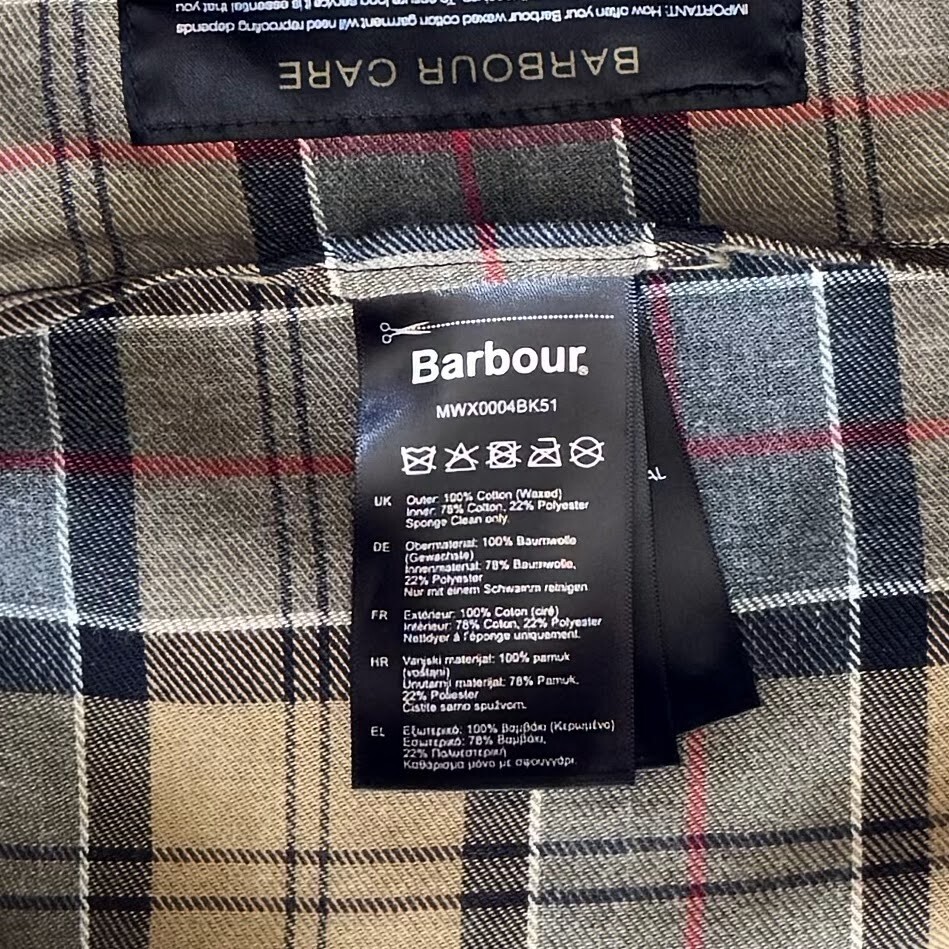 IMPORTANT: How often your Barbour waxed cotton garment will need reproofing depends
BARBOUR CARE
Barbour®
MWX0004BK51
UK Outer: 100% Cotton (Waxed)
Inner: 78% Cotton, 22% Polyester
Sponge Clean only.
DE Obermaterial: 100% Baumwolle
(Gewachste)
Innenmaterial: 78% Baumwolle,
22% Polyester
Nur mit einem Schwamm reinigen
FR Extérieur: 100% Coton (ciré)
Intérieur: 78% Coton, 22% Polyester
Nettoyer à l'éponge uniquement.
HR Vanjski materijal: 100% pamuk
(voštani)
Unutarnji materijal: 78% Pamuk,
22% Poliester
Čistite samo spužvom.
EL Εξωτερικό: 100% Βαμβάκι (Κερωμένο)
Εσωτερικό: 78% Βαμβάκι,
22% Πολυεστερική
Καθάρισμα μόνο με σφουγγάρι.
AL